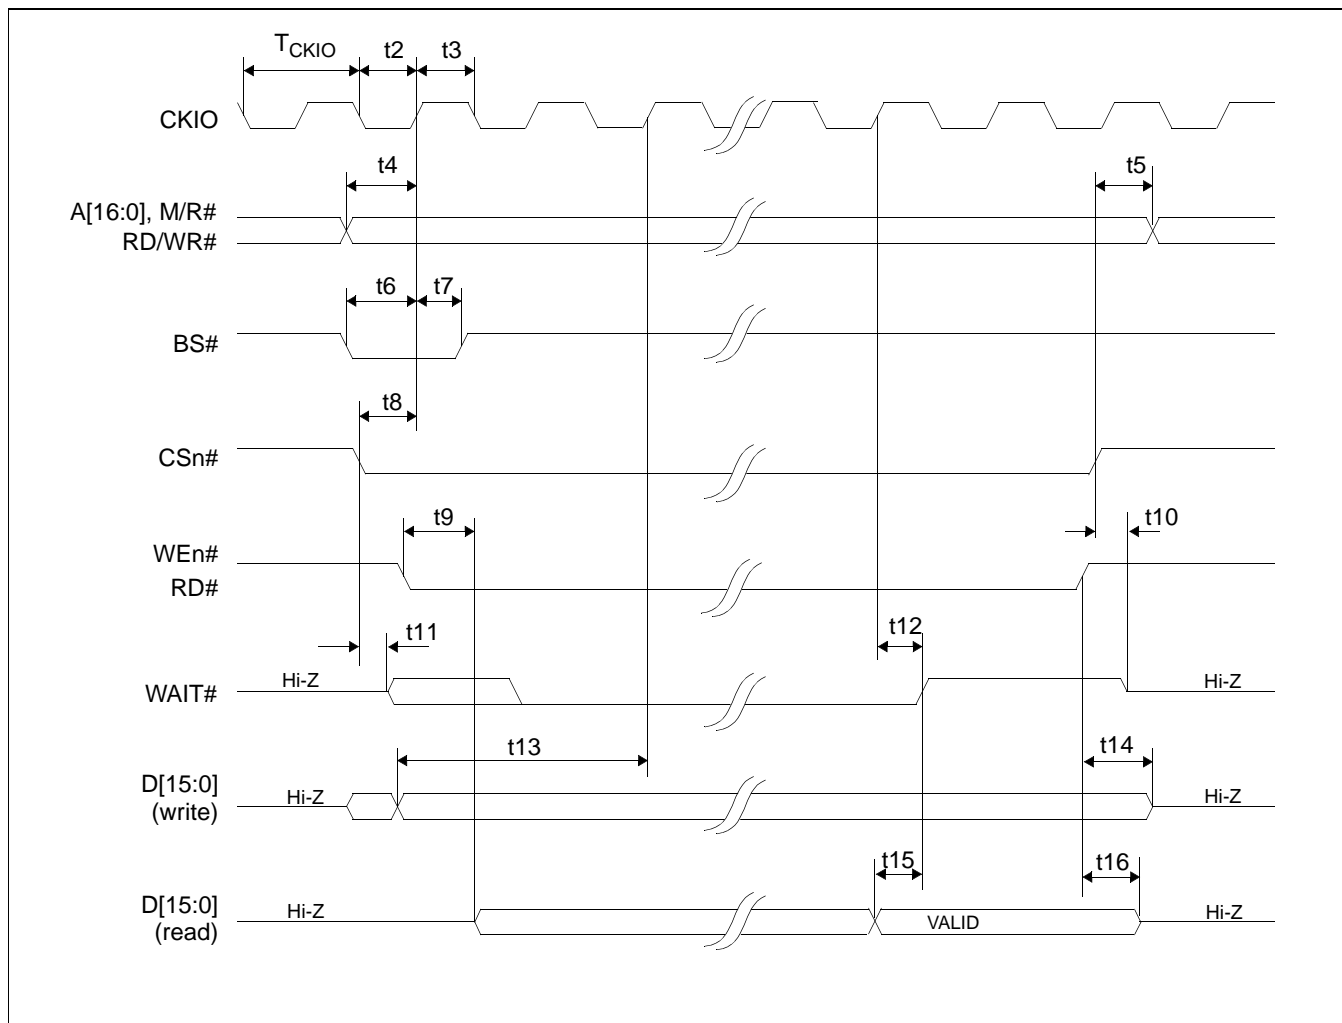 TCKIO t2 t3
CKIO
t4 t5
A[16:0], M/R#
RD/WR#
t6 t7
BS#
t8
CSn#
t9 t10
WEn#
RD#
t11 t12
WAIT# Hi-Z Hi-Z
t13 t14
D[15:0]
(write) Hi-Z Hi-Z
t15 t16
D[15:0]
(read) Hi-Z VALID Hi-Z